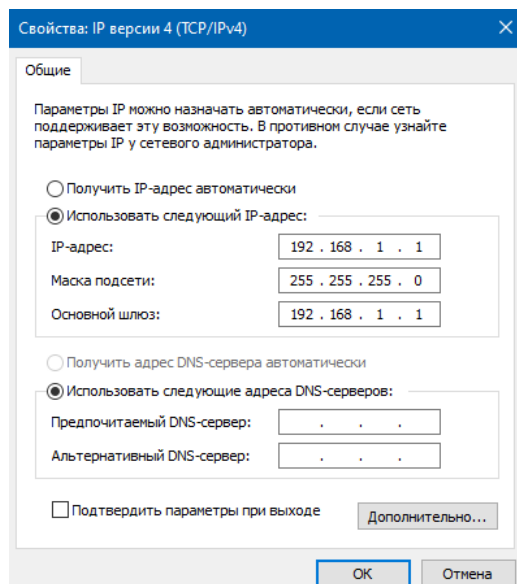 Свойства: IP версии 4 (TCP/IPv4)
Общие
Параметры IP можно назначать автоматически, если сеть
поддерживает эту возможность. В противном случае узнайте
параметры IP у сетевого администратора.
Получить IP-адрес автоматически
Использовать следующий IP-адрес:
IP-адрес: 192 . 168 . 1 . 1
Маска подсети: 255 . 255 . 255 . 0
Основной шлюз: 192 . 168 . 1 . 1
Получить адрес DNS-сервера автоматически
Использовать следующие адреса DNS-серверов:
Предпочитаемый DNS-сервер: . . .
Альтернативный DNS-сервер: . . .
Подтвердить параметры при выходе
Дополнительно...
ОК Отмена